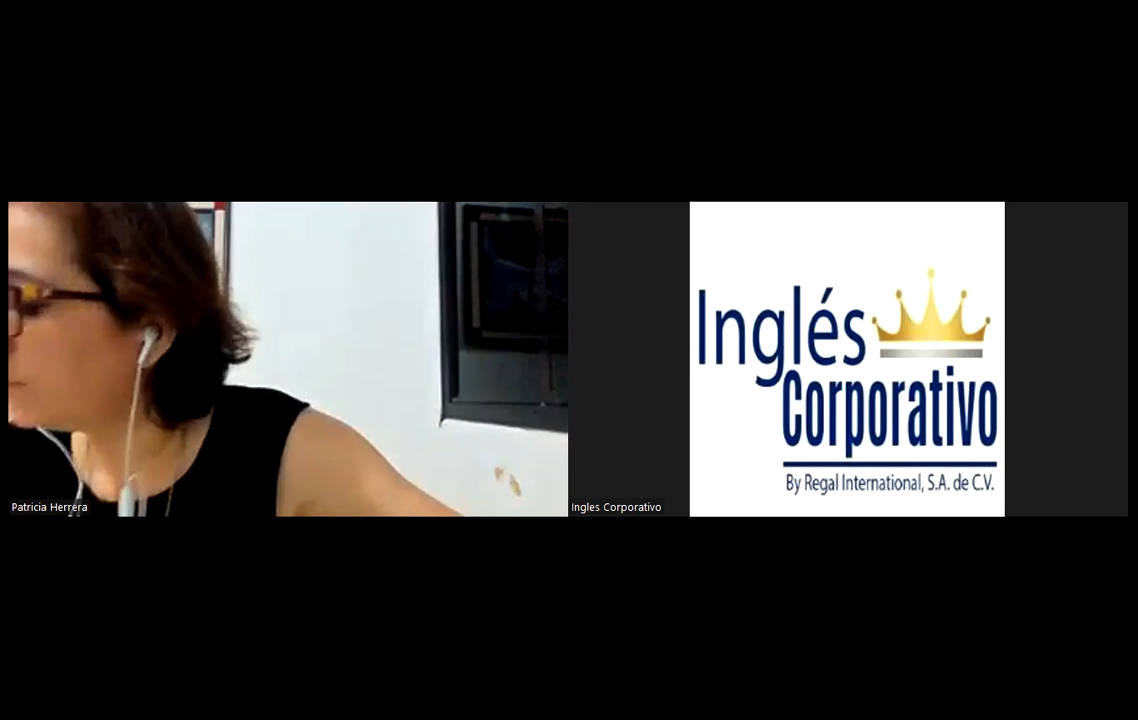 Inglés
Corporativo
By Regal International, S.A. de C.V.
Patricia Herrera
Ingles Corporativo